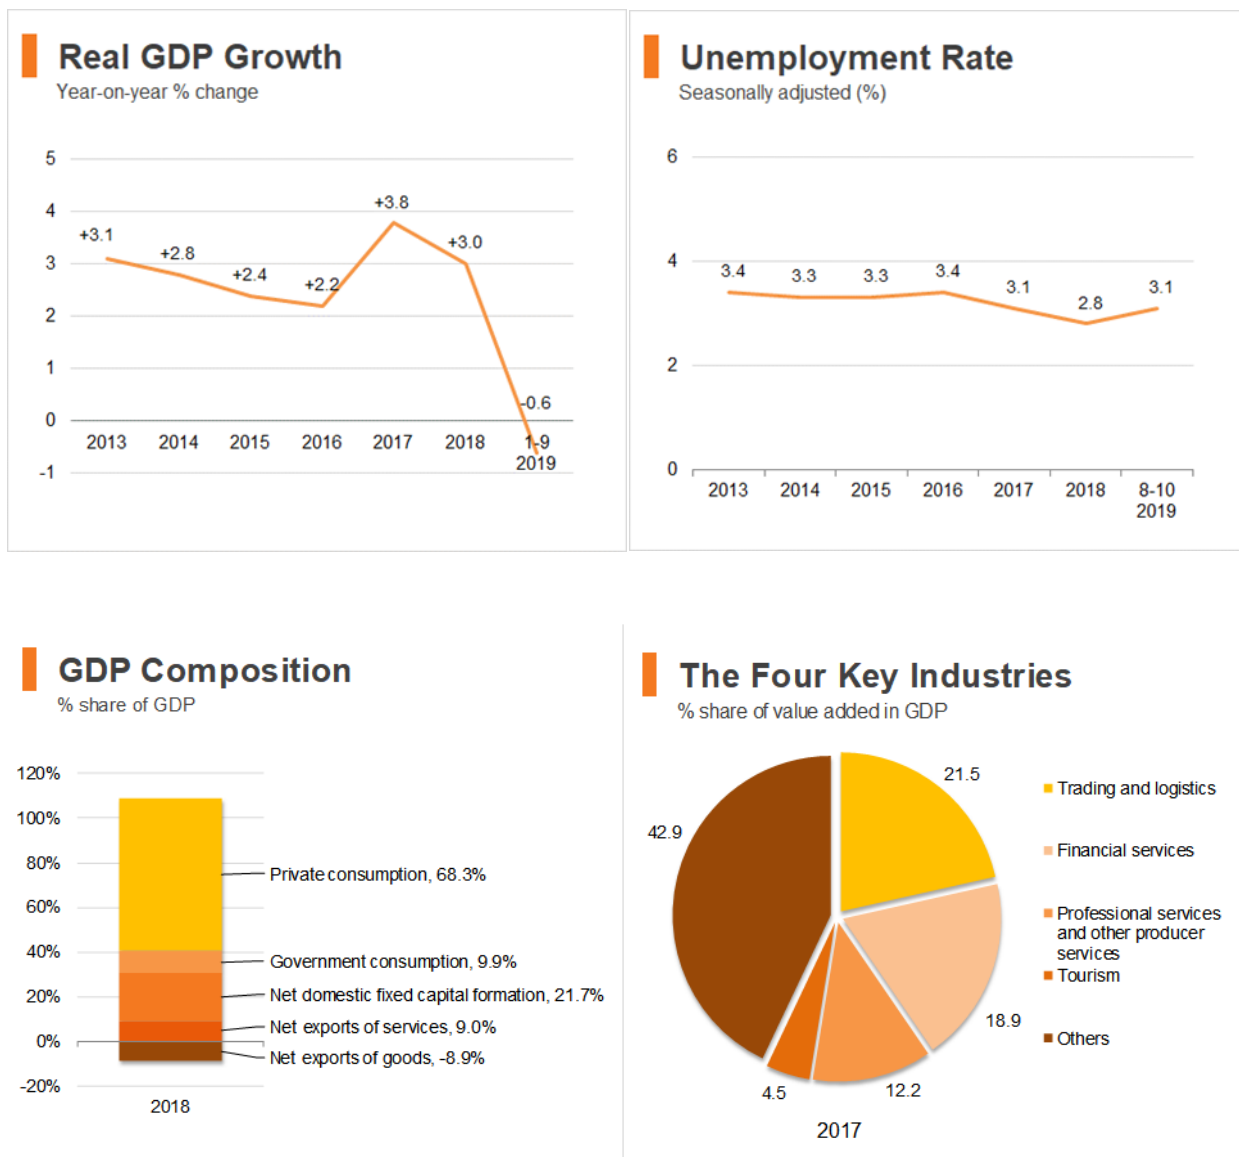 Real GDP Growth
Year-on-year % change
5
4
3
2
1
0
-1
+3.1
+2.8
+2.4
+2.2
+3.8
+3.0
-0.6
2013
2014
2015
2016
2017
2018
1-9
2019
Unemployment Rate
Seasonally adjusted (%)
6
4
2
0
3.4
3.3
3.3
3.4
3.1
2.8
3.1
2013
2014
2015
2016
2017
2018
8-10
2019
GDP Composition
% share of GDP
120%
100%
80%
60%
40%
20%
0%
-20%
Private consumption, 68.3%
Government consumption, 9.9%
Net domestic fixed capital formation, 21.7%
Net exports of services, 9.0%
Net exports of goods, -8.9%
2018
The Four Key Industries
% share of value added in GDP
21.5
18.9
12.2
4.5
42.9
Trading and logistics
Financial services
Professional services
and other producer
services
Tourism
Others
2017